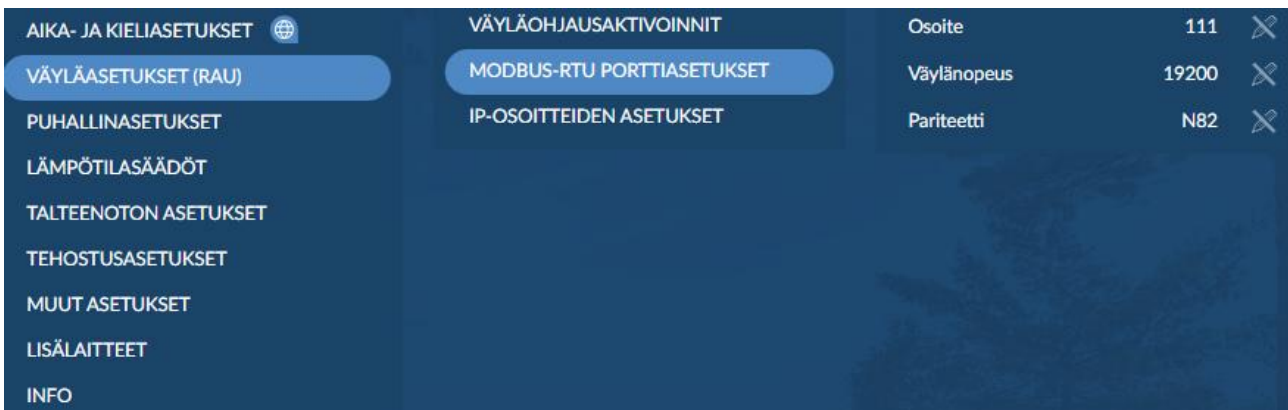 AIKA- JA KIELIASETUKSET
VÄYLÄASETUKSET (RAU)
PUHALLINASETUKSET
LÄMPÖTILASÄÄDÖT
TALTEENOTON ASETUKSET
TEHOSTUSASETUKSET
MUUT ASETUKSET
LISÄLAITTEET
INFO
VÄYLÄOHJAUSAKTIVOINNIT
MODBUS-RTU PORTTIASETUKSET
IP-OSOITTEIDEN ASETUKSET
Osoite 111
Väylänopeus 19200
Pariteetti N82